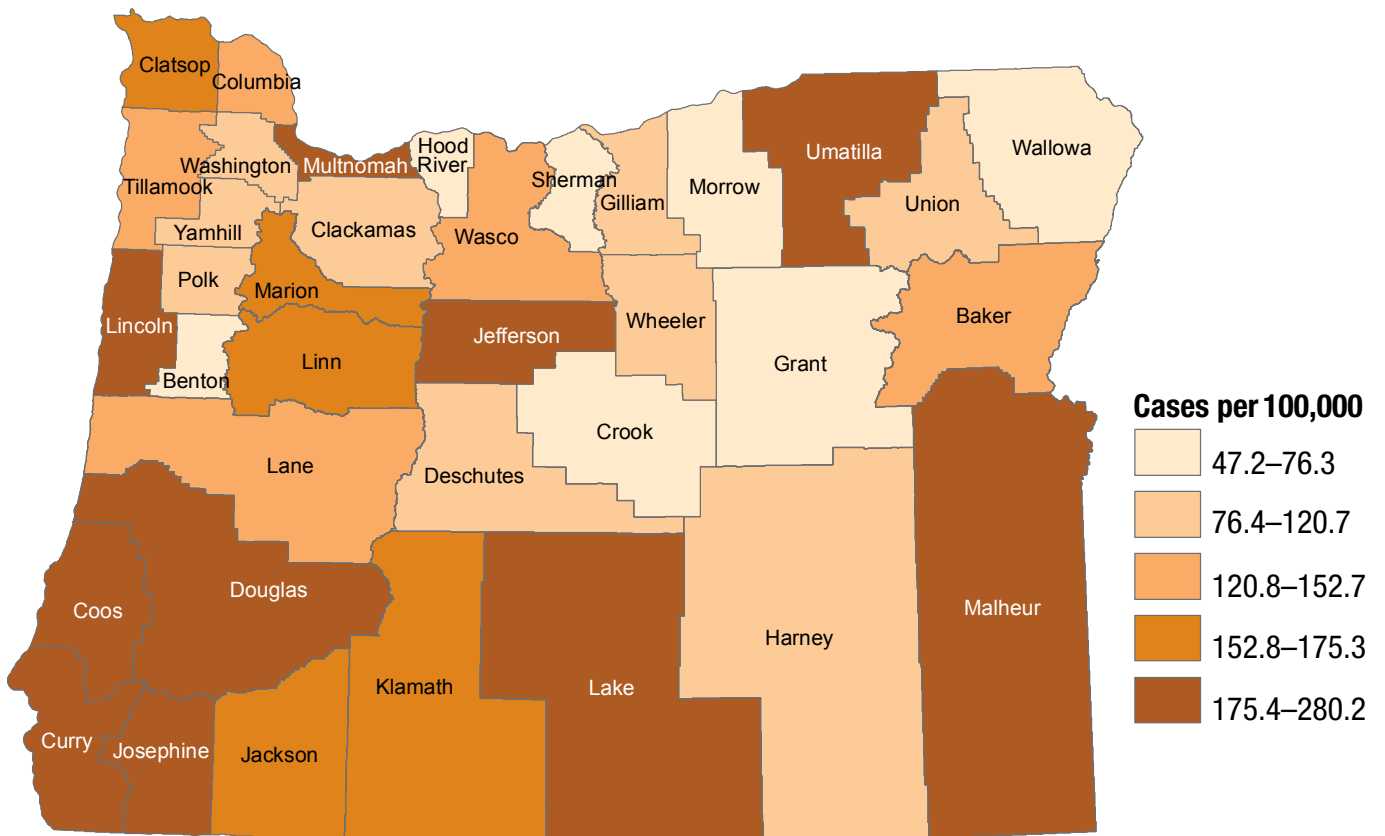 Clatsop
Columbia
Washington
Multnomah
Hood
River
Tillamook
Sherman
Gilliam
Morrow
Umatilla
Wallowa
Union
Yamhill
Clackamas
Wasco
Polk
Marion
Lincoln
Benton
Linn
Jefferson
Wheeler
Grant
Baker
Crook
Lane
Deschutes
Douglas
Coos
Curry
Josephine
Jackson
Klamath
Lake
Harney
Malheur
Cases per 100,000
47.2–76.3
76.4–120.7
120.8–152.7
152.8–175.3
175.4–280.2